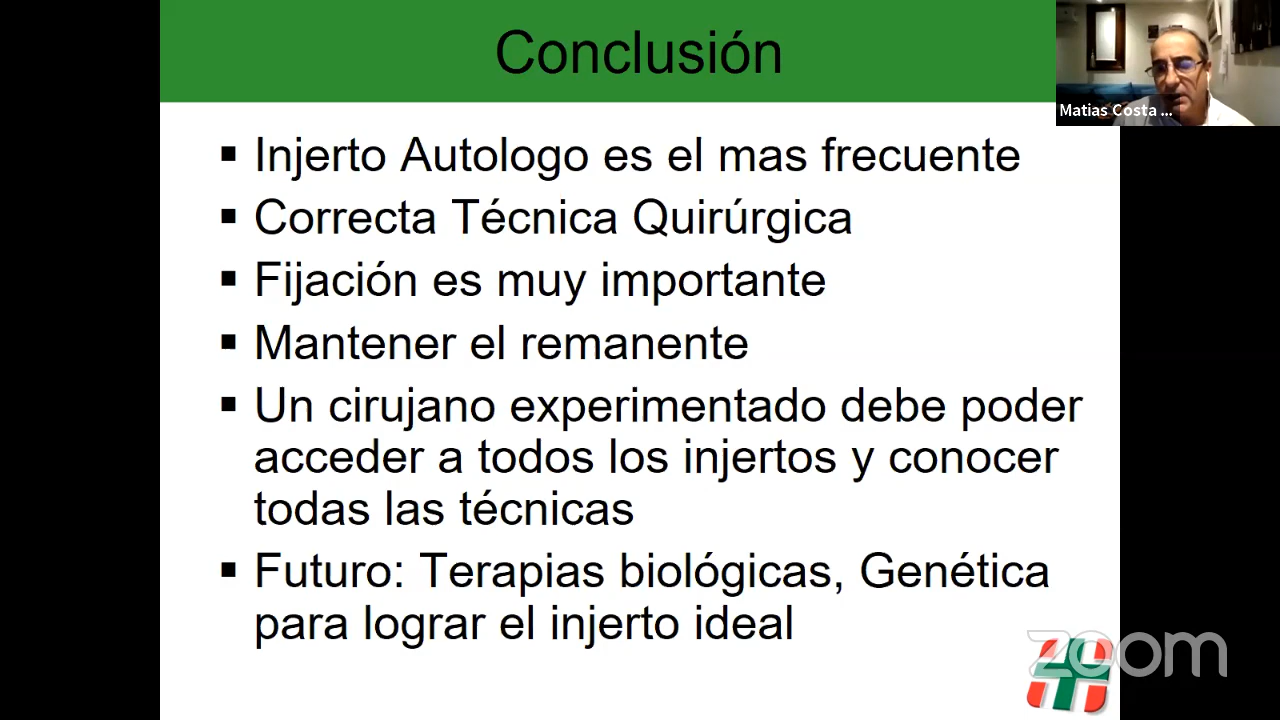 Conclusión
Matias Costa ...
▪ Injerto Autologo es el mas frecuente
▪ Correcta Técnica Quirúrgica
▪ Fijación es muy importante
▪ Mantener el remanente
▪ Un cirujano experimentado debe poder
acceder a todos los injertos y conocer
todas las técnicas
▪ Futuro: Terapias biológicas, Genética
para lograr el injerto ideal
zoom